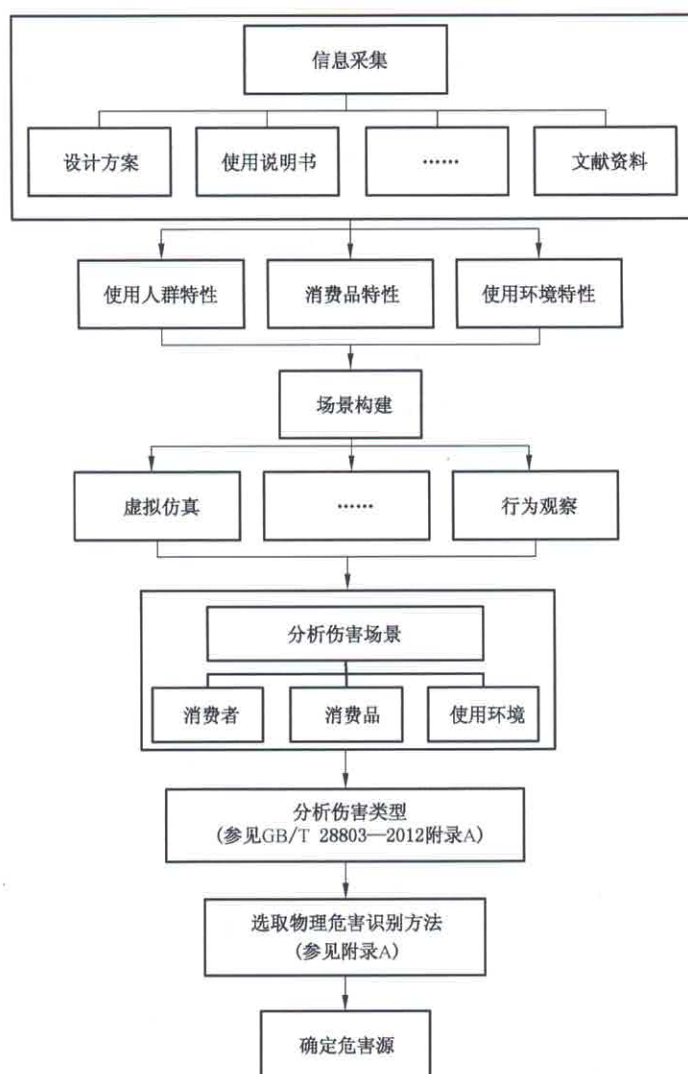 信息采集
设计方案
使用说明书
……
文献资料
使用人群特性
消费品特性
使用环境特性
场景构建
虚拟仿真
……
行为观察
分析伤害场景
消费者
消费品
使用环境
分析伤害类型
(参见GB/T 28803—2012附录A)
选取物理危害识别方法
(参见附录A)
确定危害源